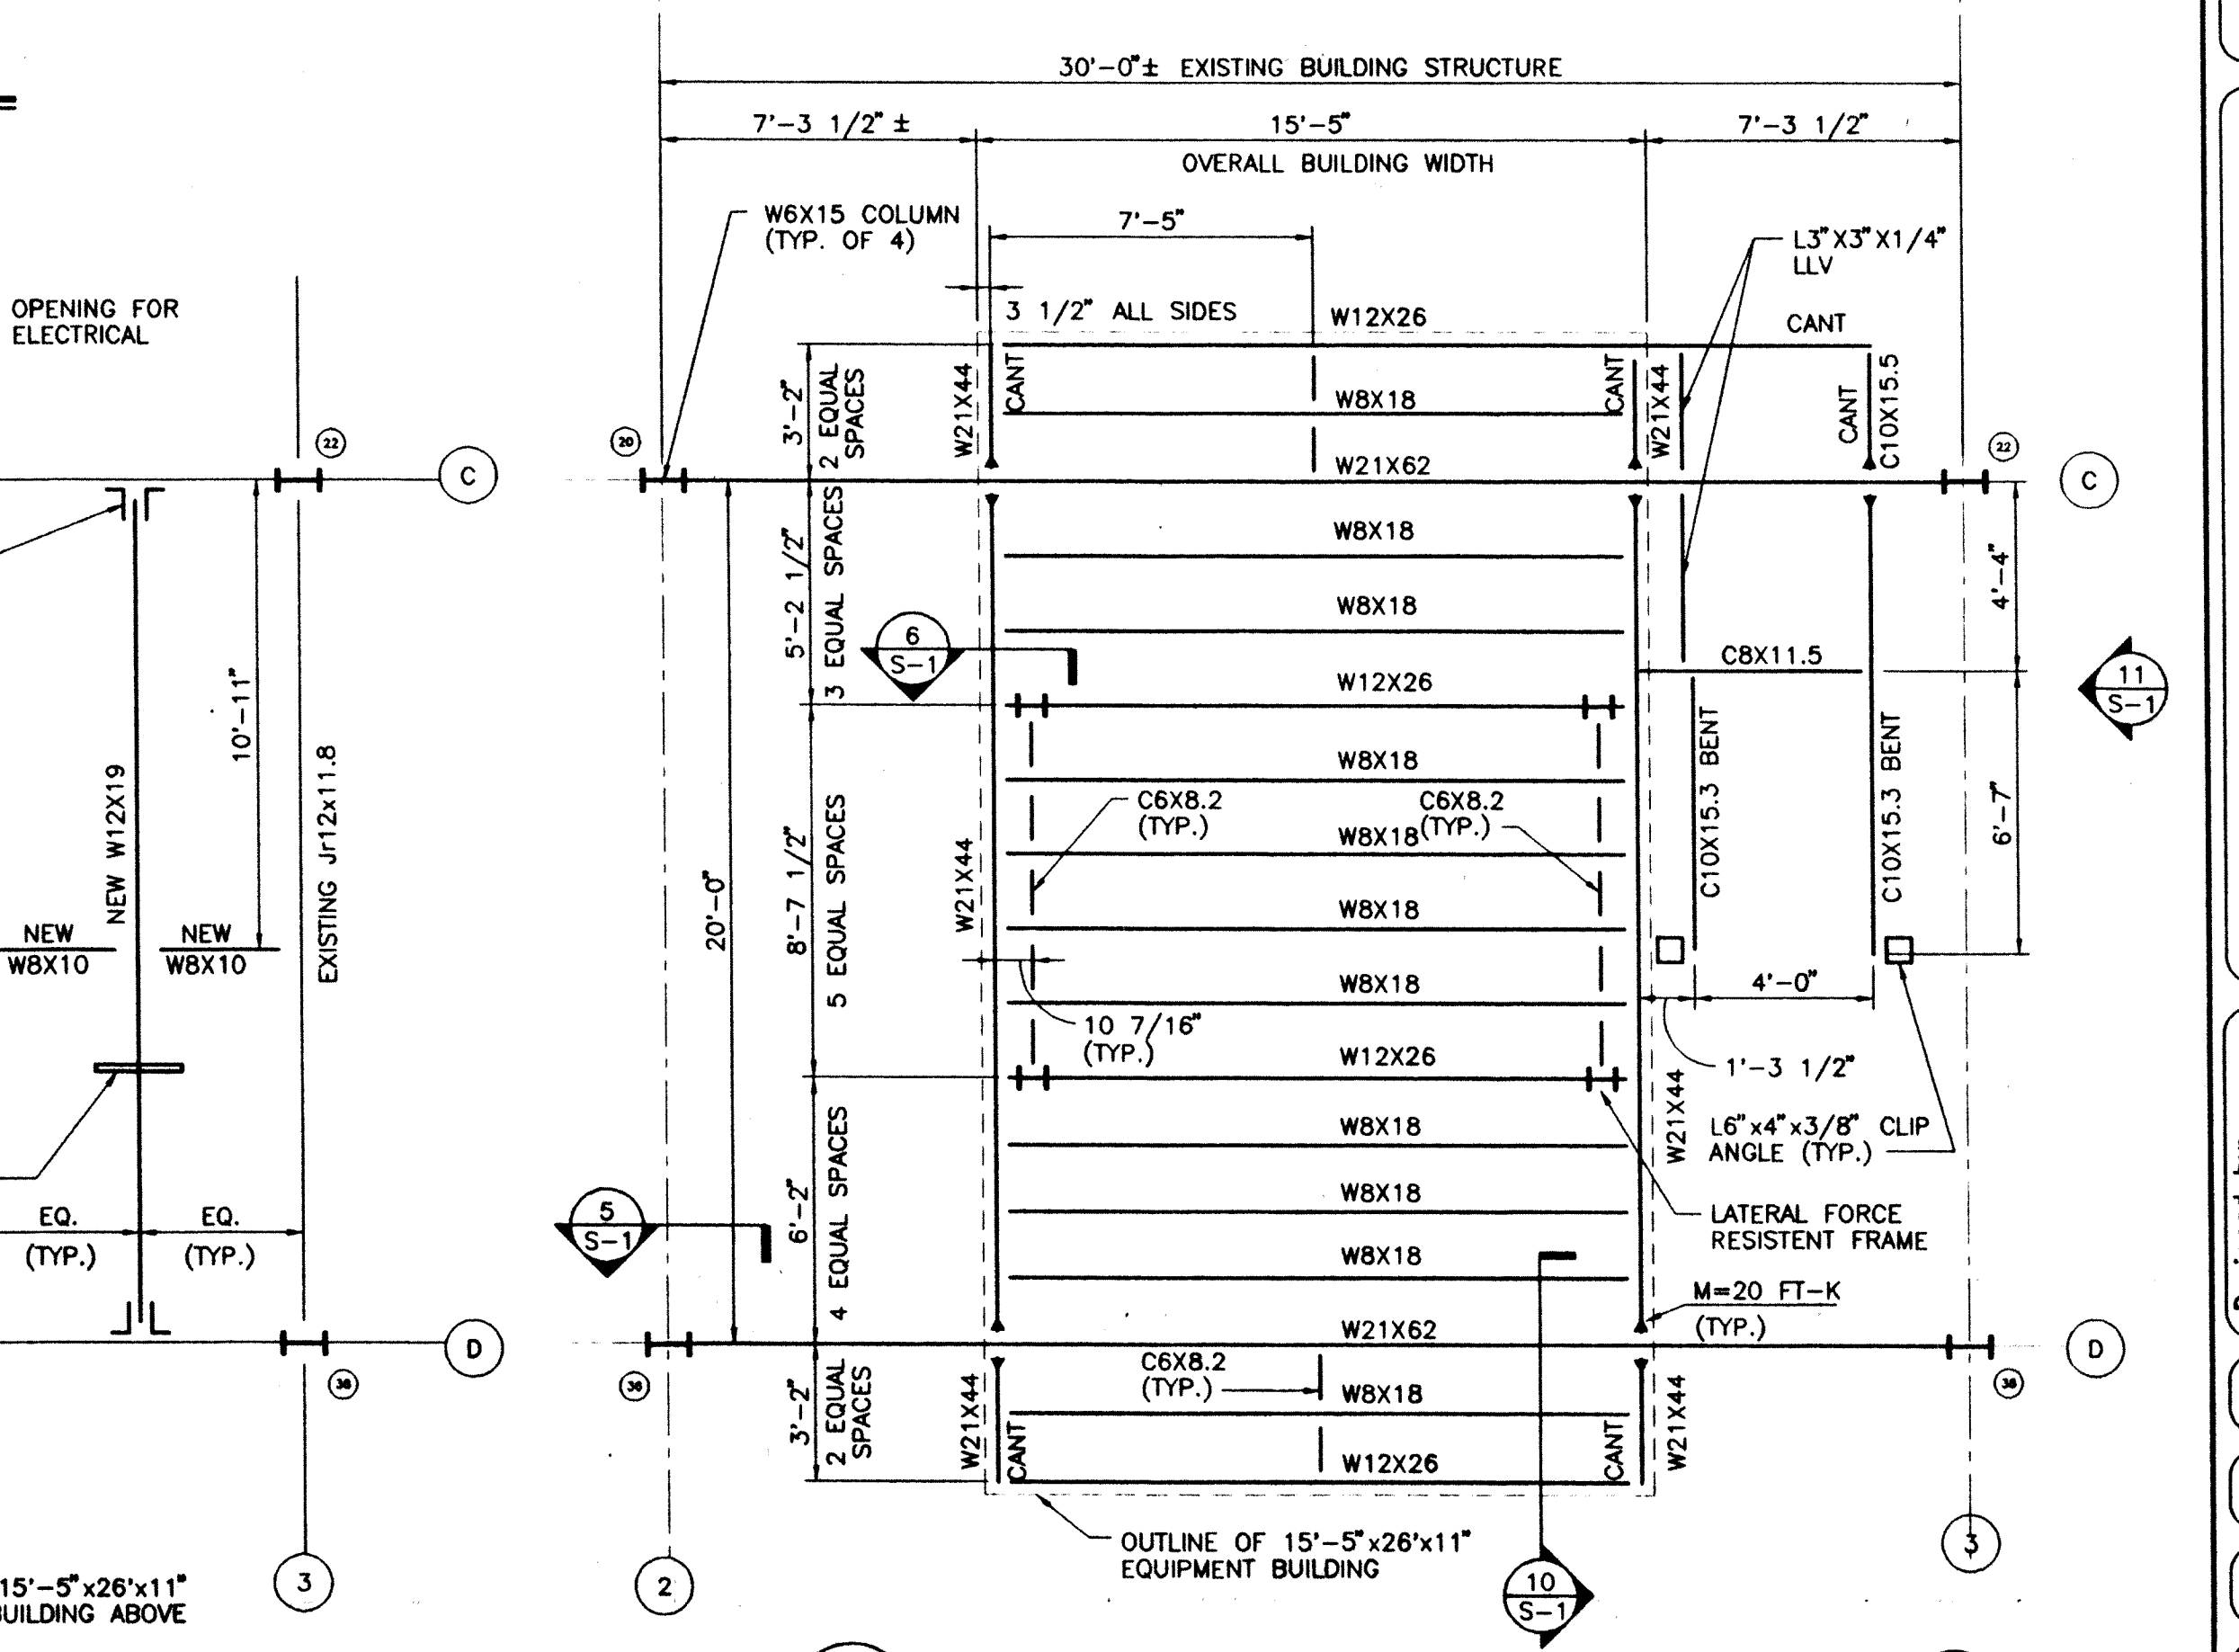 30'-0"± EXISTING BUILDING STRUCTURE
7'-3 1/2" ±
15'-5"
7'-3 1/2"
OVERALL BUILDING WIDTH
W6X15 COLUMN
(TYP. OF 4)
7'-5"
L3"X3"X1/4"
LLV
OPENING FOR
ELECTRICAL
3 1/2" ALL SIDES
W12X26
CANT
3'-2"
2 EQUAL
SPACES
W21X44
CANT
W8X18
CANT
W21X44
CANT
C10X15.5
22
C
20
W21X62
22
C
5'-2 1/2"
3 EQUAL SPACES
W8X18
W8X18
4'-4"
6
S-1
C8X11.5
W12X26
11
S-1
10'-11"
NEW W12X19
EXISTING Jr12x11.8
C10X15.3 BENT
C10X15.3 BENT
W8X18
C6X8.2
(TYP.)
C6X8.2
(TYP.)
W8X18
6'-7"
20'-0"
8'-7 1/2"
5 EQUAL SPACES
W21X44
W8X18
NEW
W8X10
NEW
W8X10
W8X18
4'-0"
10 7/16"
(TYP.)
W12X26
1'-3 1/2"
W21X44
L6"x4"x3/8" CLIP
ANGLE (TYP.)
W8X18
6'-2"
4 EQUAL SPACES
W8X18
LATERAL FORCE
RESISTENT FRAME
EQ.
(TYP.)
EQ.
(TYP.)
5
S-1
W8X18
M=20 FT-K
(TYP.)
D
W21X62
D
36
36
38
3'-2"
2 EQUAL
SPACES
W21X44
CANT
C6X8.2
(TYP.)
W8X18
CANT
W21X44
W12X26
OUTLINE OF 15'-5"x26'x11"
EQUIPMENT BUILDING
3
2
10
S-1
3
15'-5"x26'x11"
BUILDING ABOVE